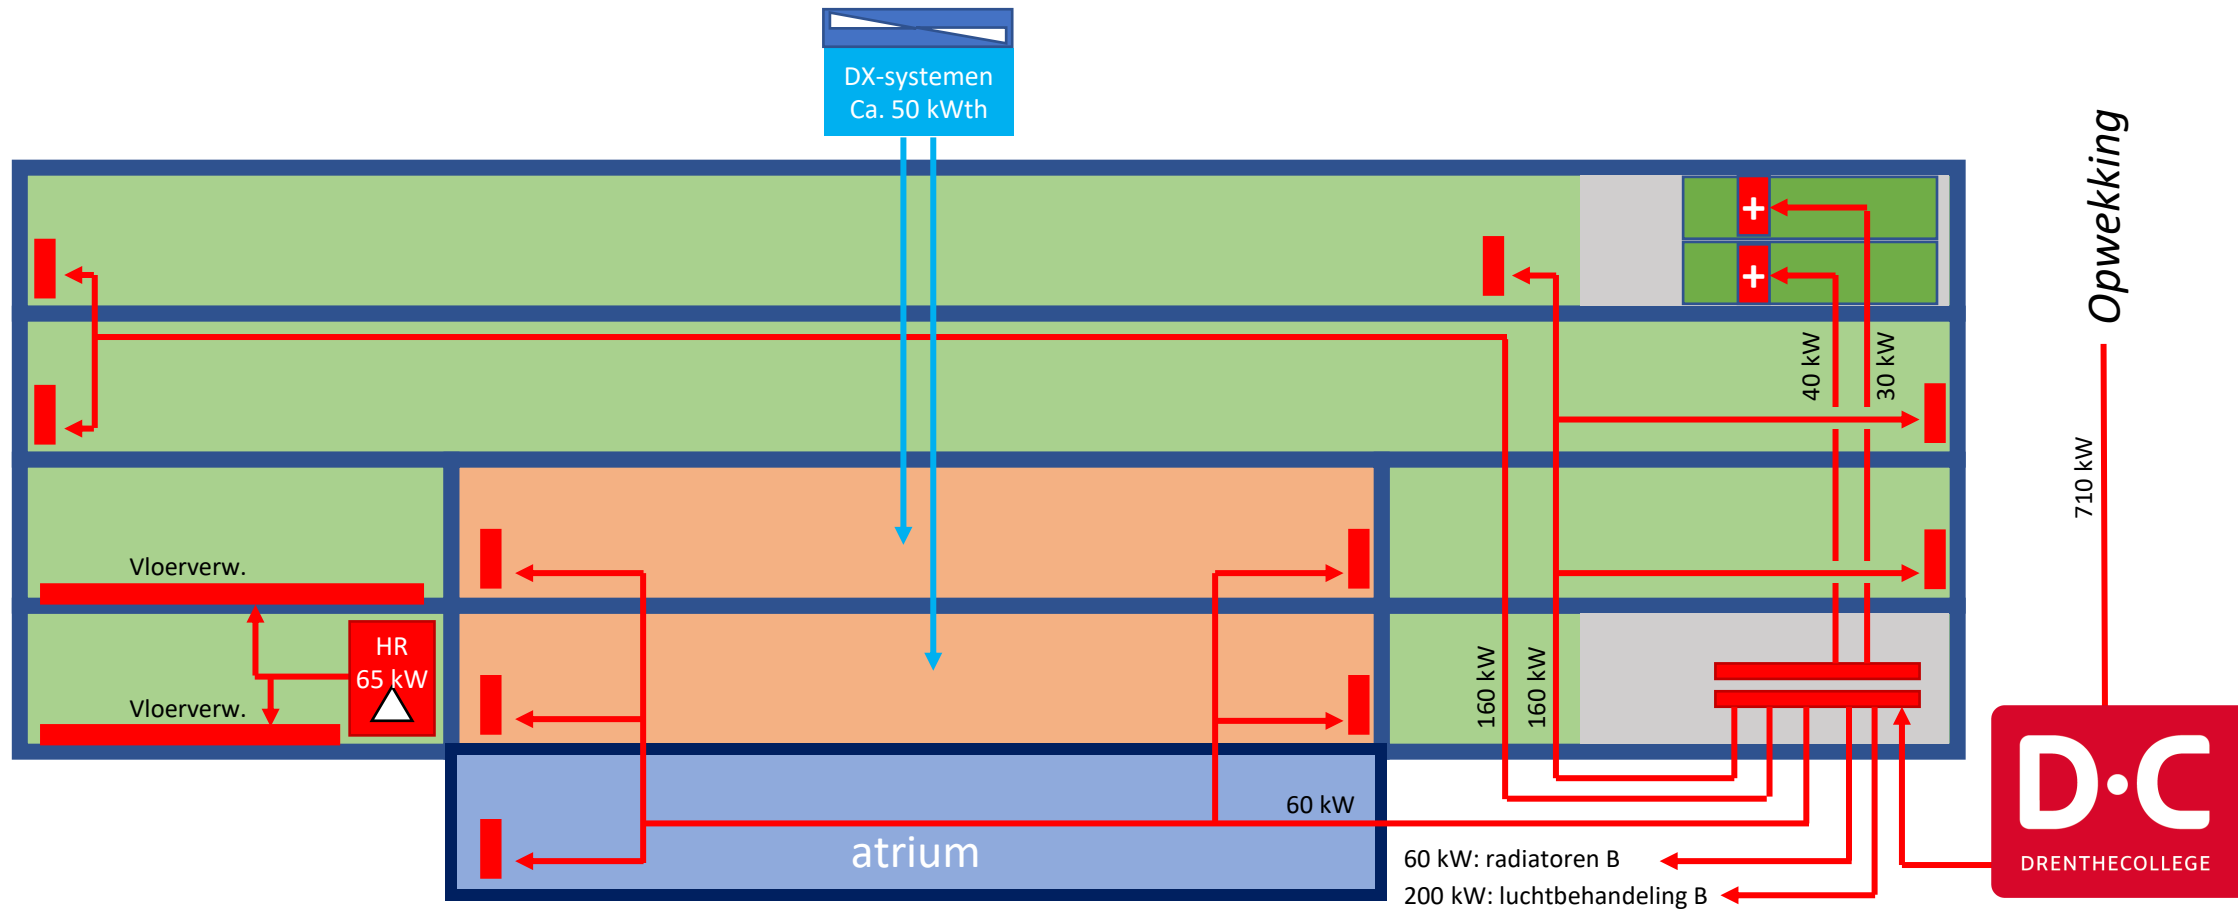 DX-systemen
Ca. 50 kWth
Opwekking
+
+
40 kW
30 kW
710 kW
Vloerverw.
HR
65 kW
Vloerverw.
160 kW
160 kW
60 kW
atrium
60 kW: radiatoren B
200 kW: luchtbehandeling B
D•C
DRENTHECOLLEGE